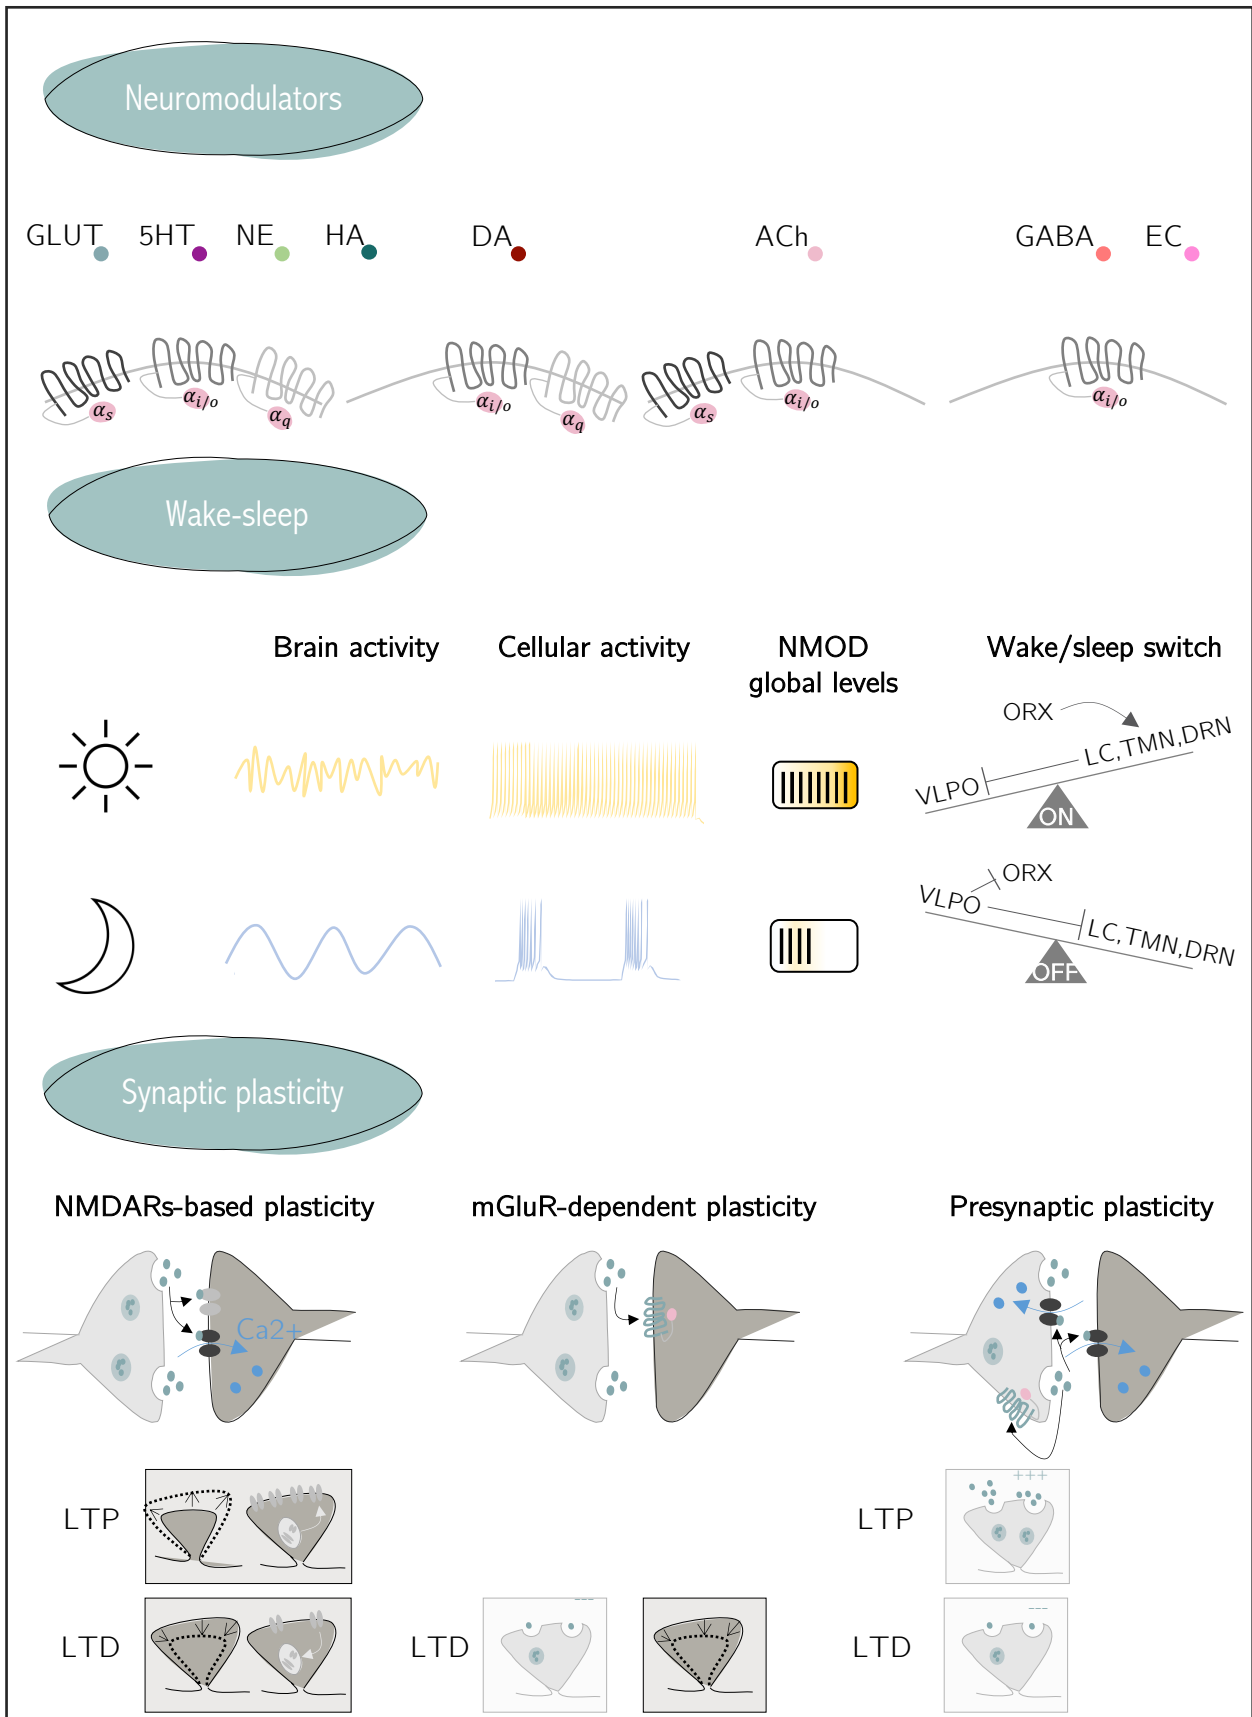 Neuromodulators
GLUT 5HT NE HA DA ACh GABA EC
αs αi/o αq αi/o αq αs αi/o αi/o
Wake-sleep
Brain activity Cellular activity NMOD Wake/sleep switch
global levels
ORX
LC,TMN,DRN
VLPO
ON
ORX
VLPO
LC,TMN,DRN
OFF
Synaptic plasticity
NMDARs-based plasticity mGluR-dependent plasticity Presynaptic plasticity
Ca2+
+++
LTP LTP
--- ---
LTD LTD LTD